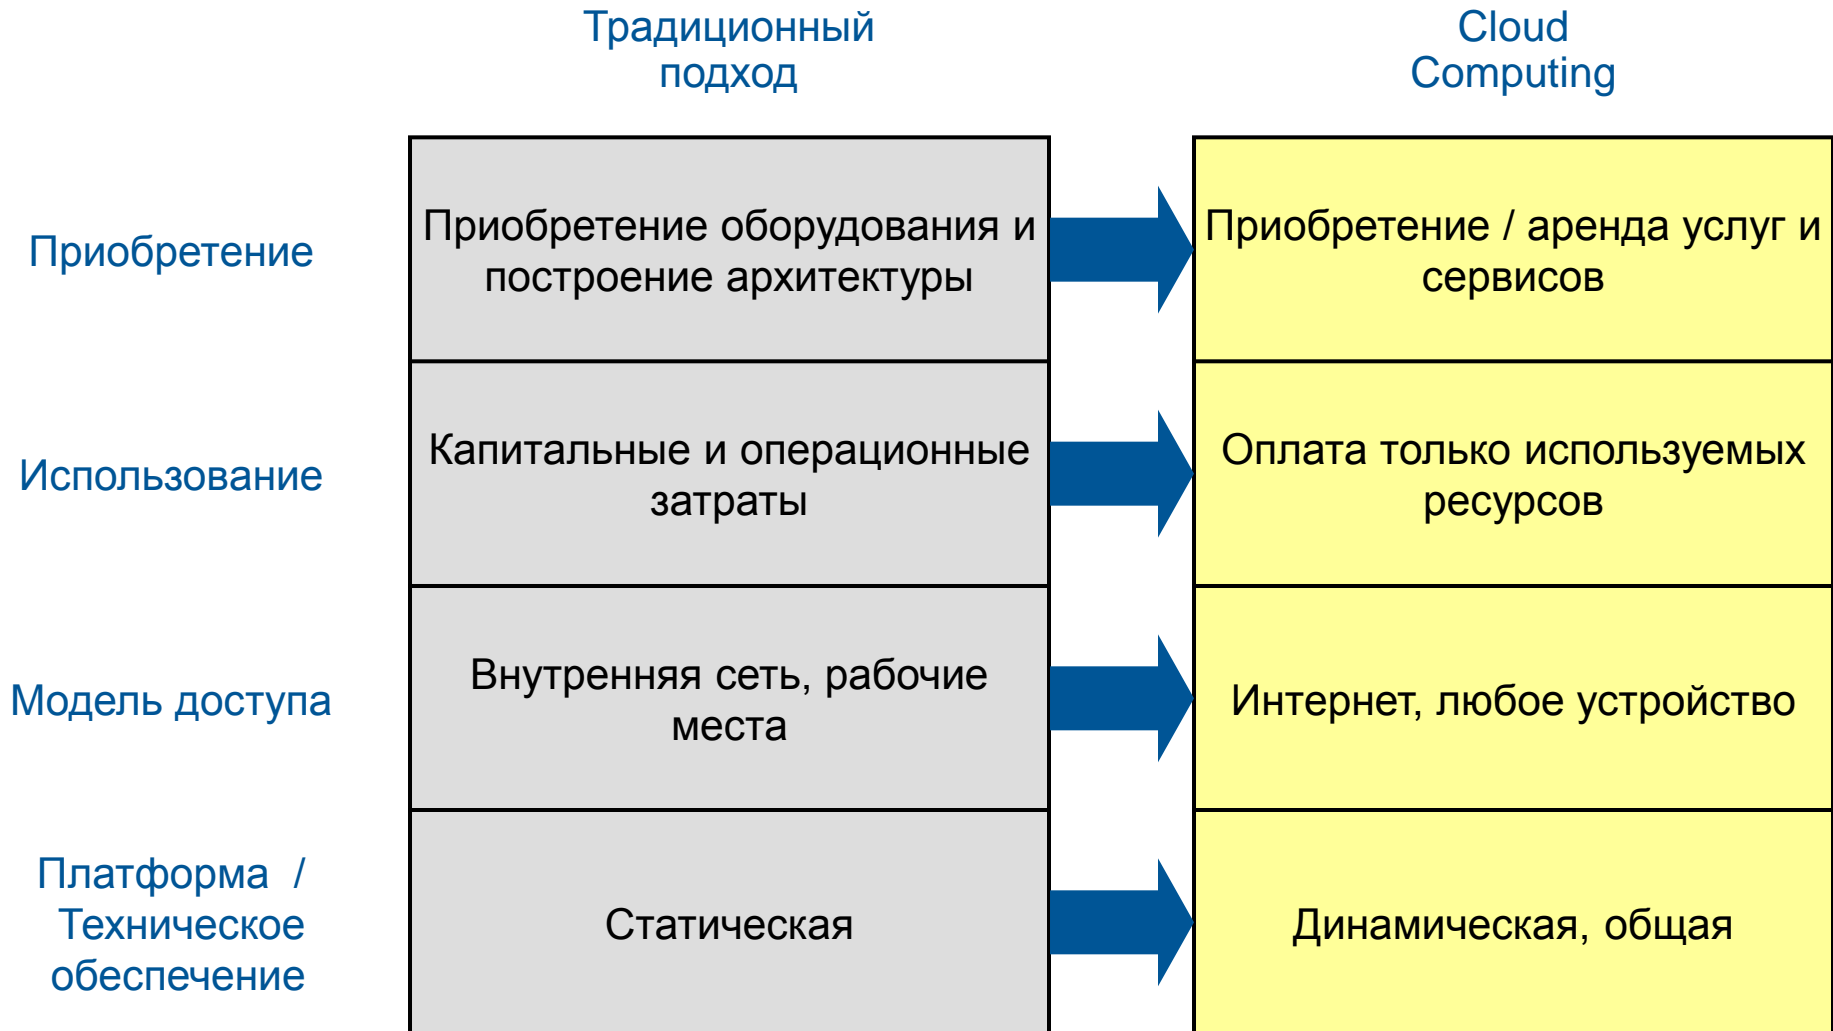 Традиционный
подход
Cloud
Computing
Приобретение
Приобретение оборудования и
построение архитектуры
Приобретение / аренда услуг и
сервисов
Использование
Капитальные и операционные
затраты
Оплата только используемых
ресурсов
Модель доступа
Внутренняя сеть, рабочие
места
Интернет, любое устройство
Платформа /
Техническое
обеспечение
Статическая
Динамическая, общая